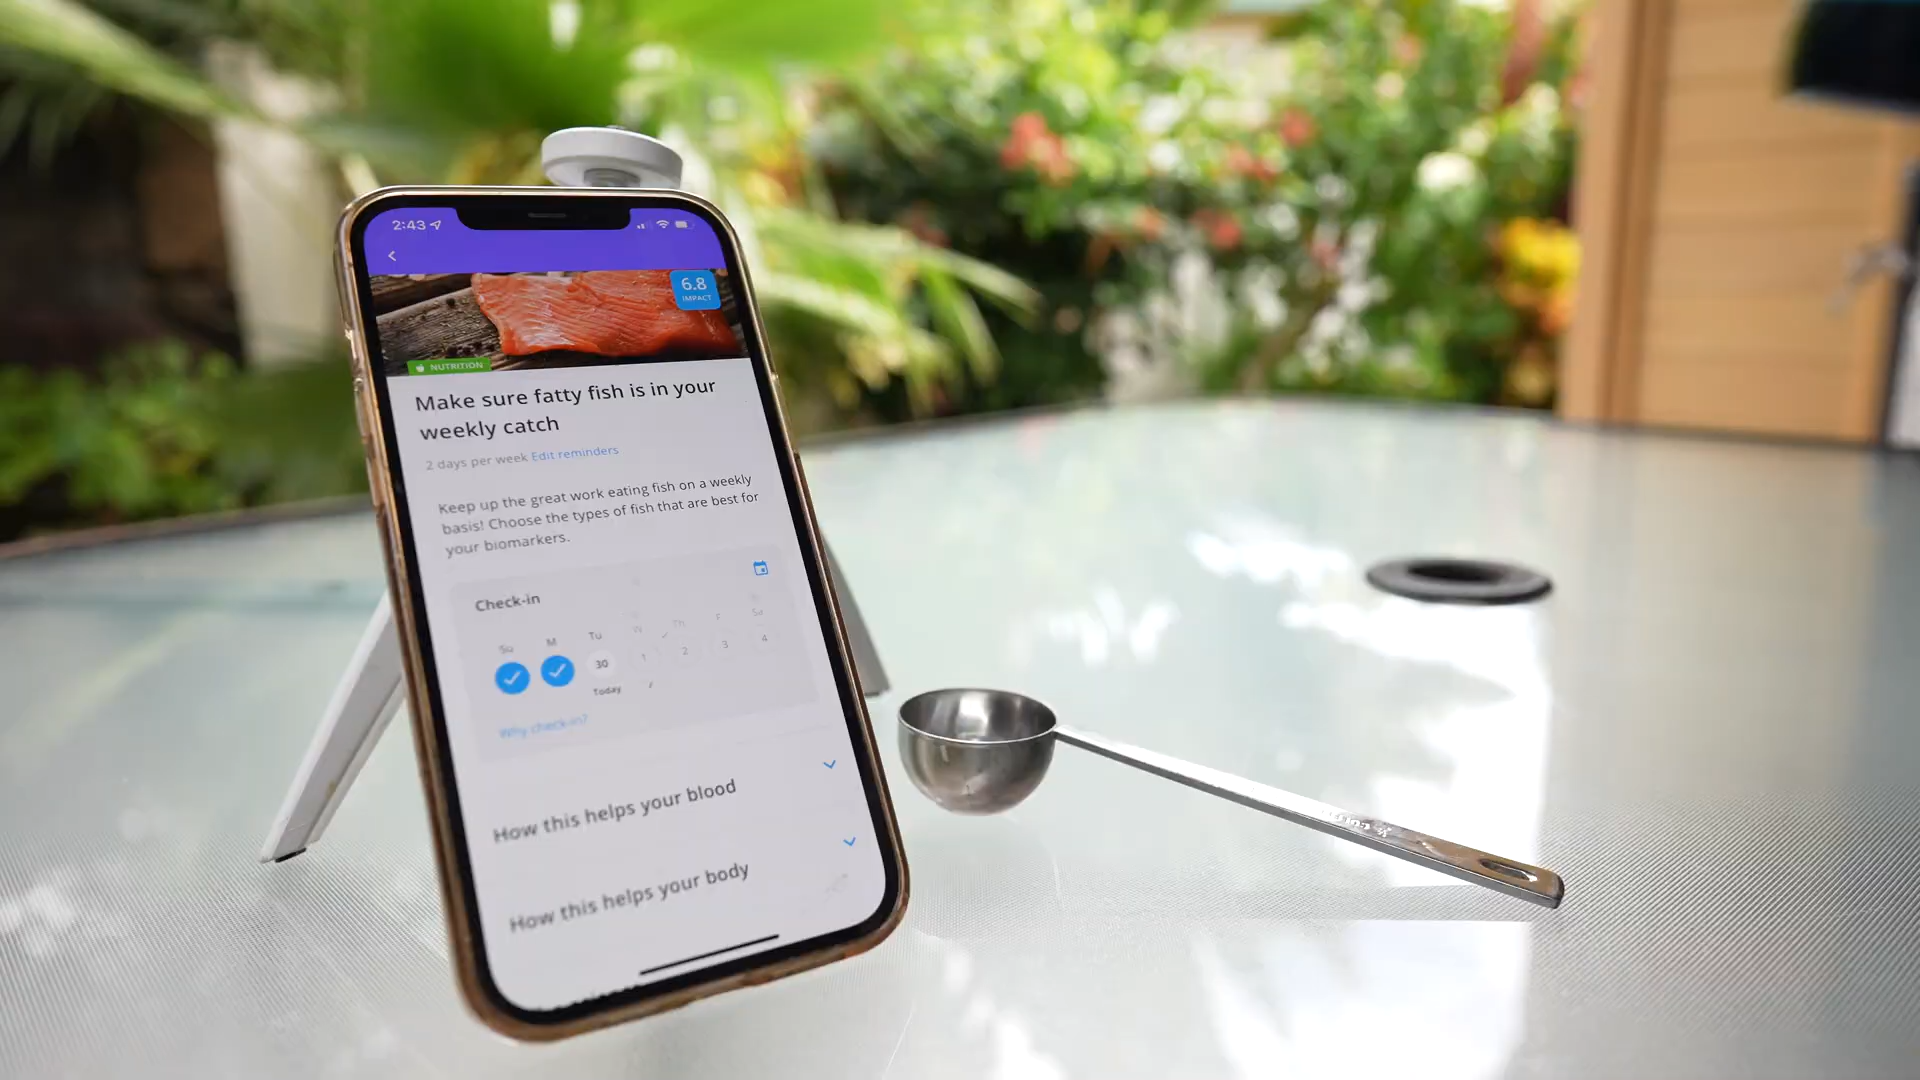 2:43
6.8
IMPACT
NUTRITION
Make sure fatty fish is in your
weekly catch
2 days per week Edit reminders
Keep up the great work eating fish on a weekly
basis! Choose the types of fish that are best for
your biomarkers.
Check-in
Su M Tu W Th F Sa
30 1 2 3 4
Today
Why check-in?
How this helps your blood
How this helps your body